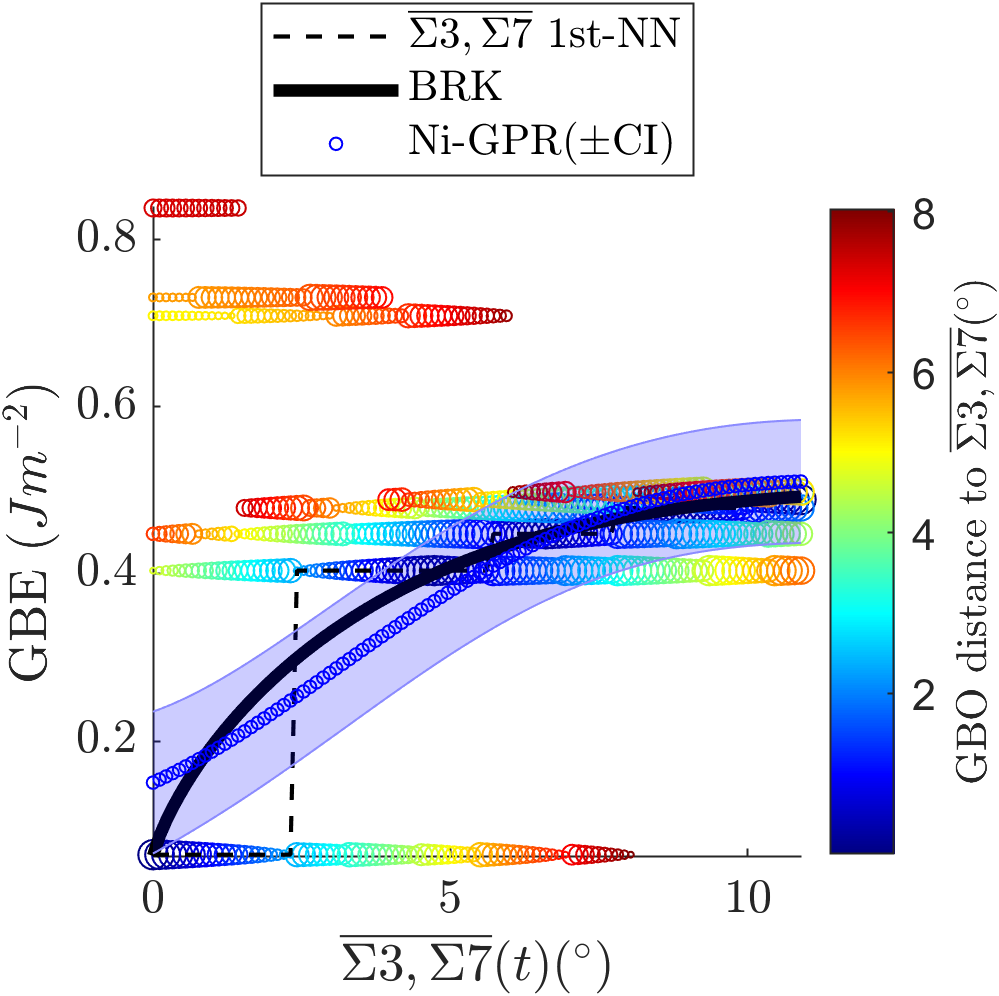 Σ3, Σ7 1st-NN
BRK
Ni-GPR(±CI)
GBE (Jm⁻²)
0.8
0.6
0.4
0.2
0
5
10
Σ3, Σ7(t)(°)
8
6
4
2
GBO distance to Σ3, Σ7(°)